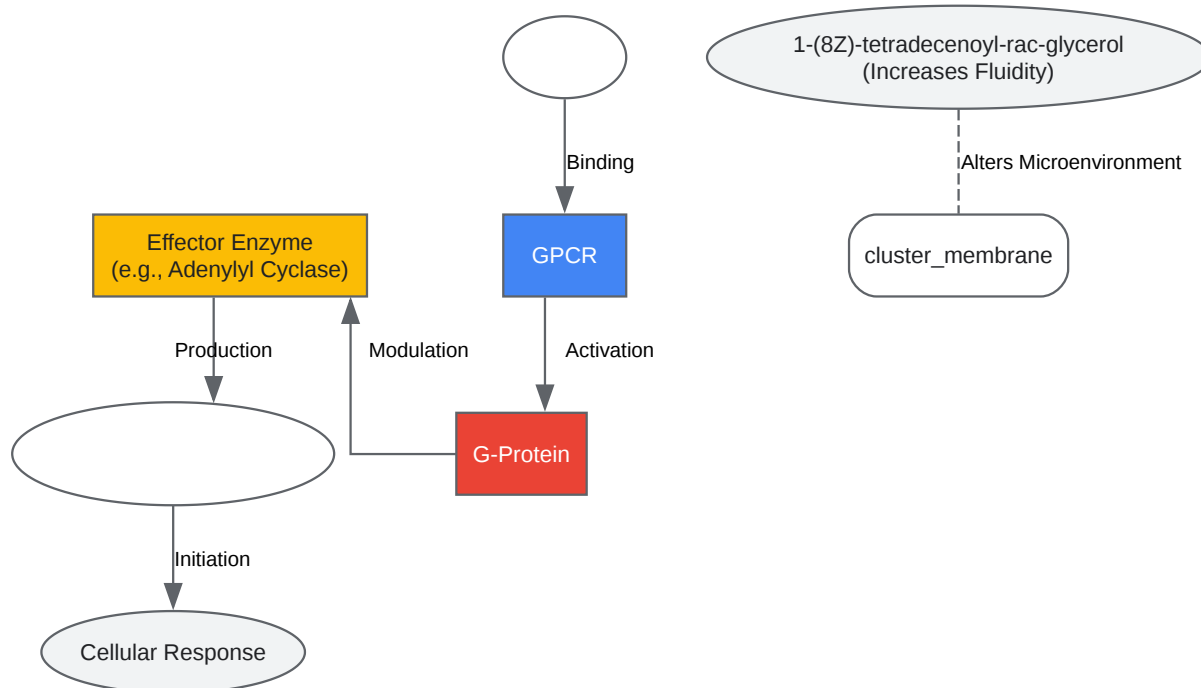 1-(8Z)-tetradecenoyl-rac-glycerol
(Increases Fluidity)
Binding
Alters Microenvironment
Effector Enzyme
(e.g., Adenylyl Cyclase)
GPCR
cluster_membrane
Production
Modulation
Activation
G-Protein
Initiation
Cellular Response